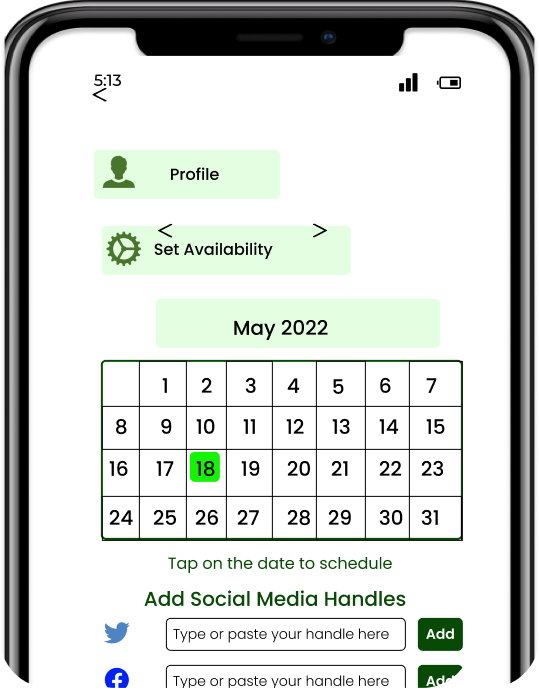 5:13
<
Profile
< >
Set Availability
May 2022
1 2 3 4 5 6 7
8 9 10 11 12 13 14 15
16 17 18 19 20 21 22 23
24 25 26 27 28 29 30 31
Tap on the date to schedule
Add Social Media Handles
Type or paste your handle here Add
Type or paste your handle here Add